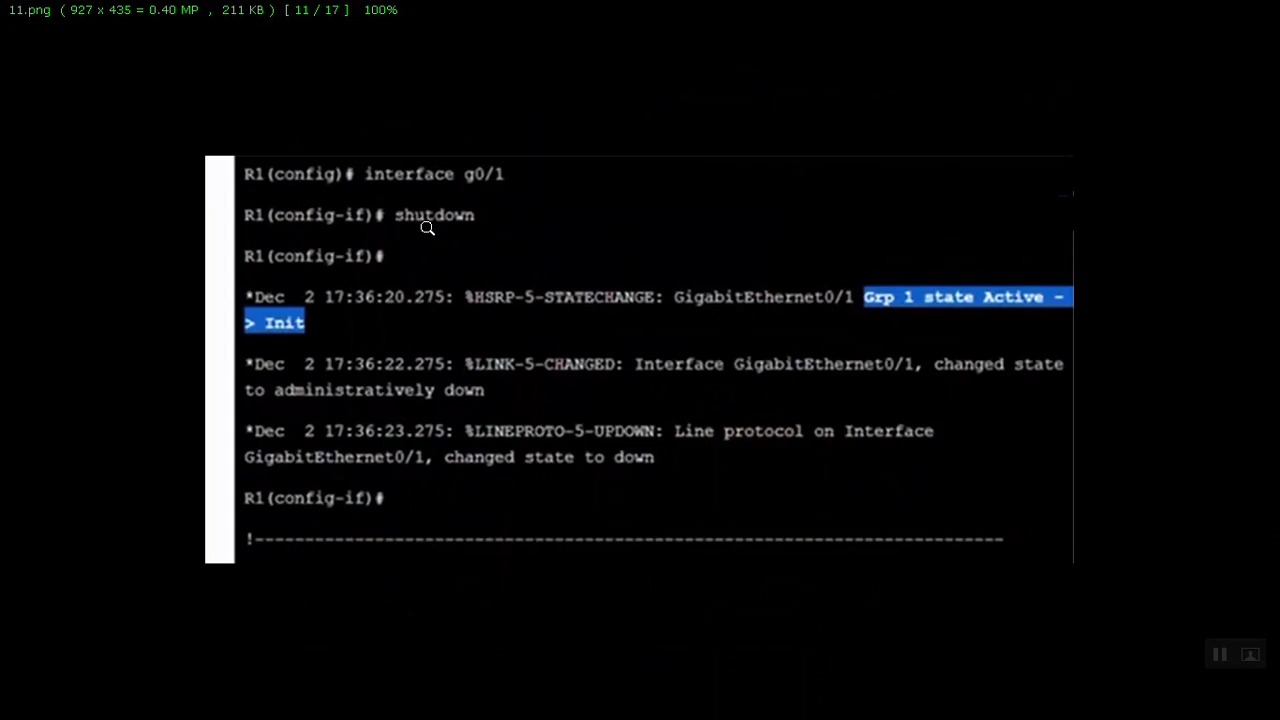 11.png ( 927 x 435 = 0.40 MP , 211 KB ) [ 11 / 17 ] 100%
R1(config)# interface g0/1
R1(config-if)# shutdown
R1(config-if)#
*Dec 2 17:36:20.275: %HSRP-5-STATECHANGE: GigabitEthernet0/1 Grp 1 state Active -
> Init
*Dec 2 17:36:22.275: %LINK-5-CHANGED: Interface GigabitEthernet0/1, changed state
to administratively down
*Dec 2 17:36:23.275: %LINEPROTO-5-UPDOWN: Line protocol on Interface
GigabitEthernet0/1, changed state to down
R1(config-if)#
!---------------------------------------------------------------------------